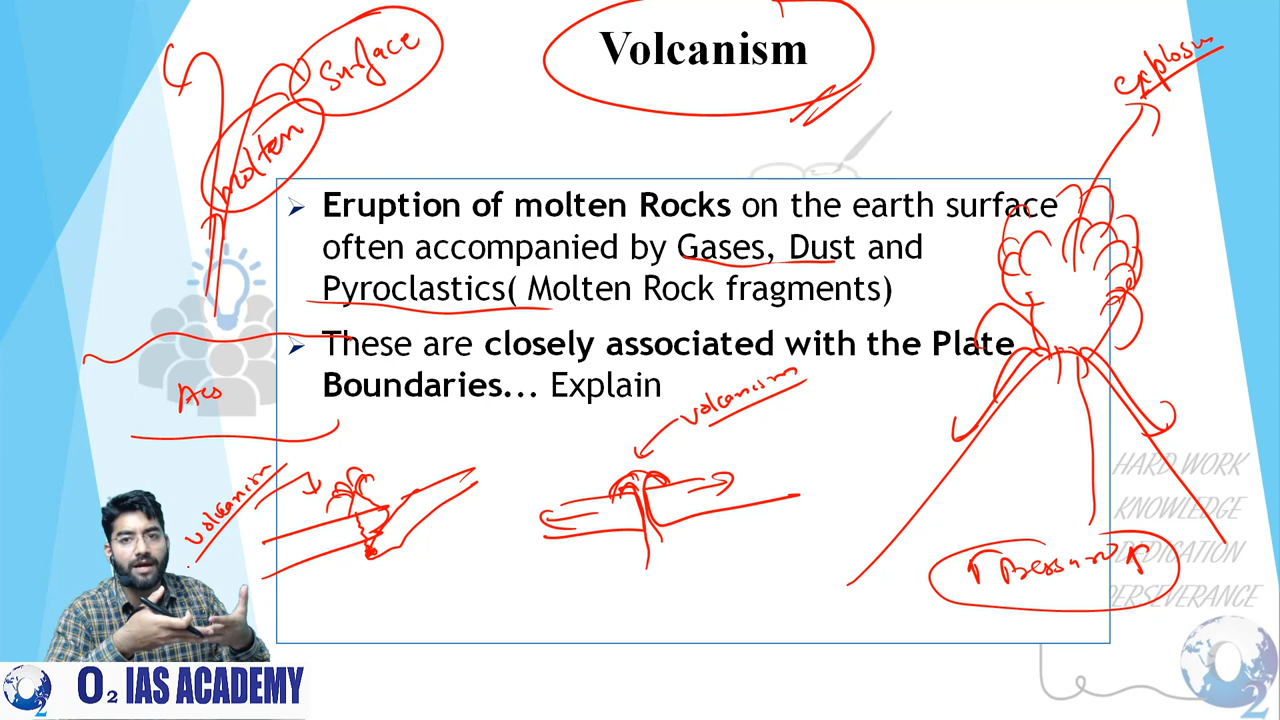 Volcanism
Surface
molten
explosus
Eruption of molten Rocks on the earth surface
often accompanied by Gases, Dust and
Pyroclastics( Molten Rock fragments)
These are closely associated with the Plate
Boundaries... Explain
volcanism
volcanism
HARD WORK
KNOWLEDGE
DEDICATION
PERSEVERANCE
O2 IAS ACADEMY
O2